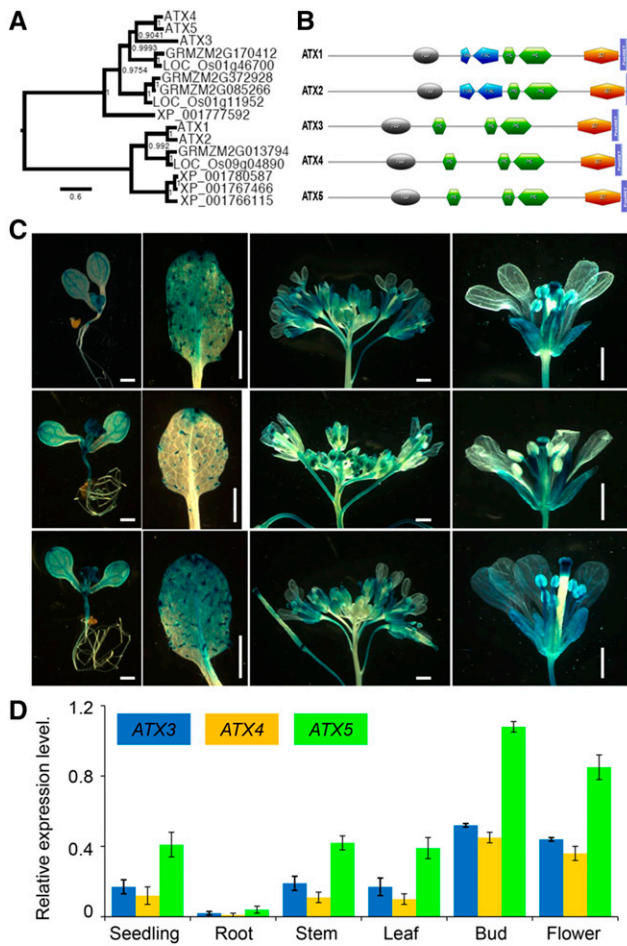 A
ATX4
ATX5
0.9041
ATX3
0.9993
GRMZM2G170412
LOC_Os01g46700
0.9754
GRMZM2G372928
GRMZM2G085266
1
LOC_Os01g11952
XP_001777592
ATX1
ATX2
0.992
GRMZM2G013794
LOC_Os09g04890
XP_001780587
XP_001767466
XP_001766115
0.6
B
ATX1
ATX2
ATX3
ATX4
ATX5
C
D
Relative expression level.
1.2
0.8
0.4
0
ATX3
ATX4
ATX5
Seedling
Root
Stem
Leaf
Bud
Flower